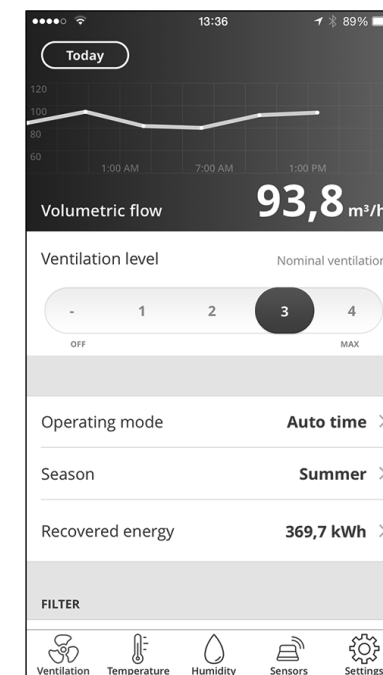 13:36 89%
Today
120
100
80
60
1:00 AM 7:00 AM 1:00 PM
Volumetric flow 93,8 m³/h
Ventilation level Nominal ventilation
- 1 2 3 4
OFF MAX
Operating mode Auto time
Season Summer
Recovered energy 369,7 kWh
FILTER
Ventilation Temperature Humidity Sensors Settings